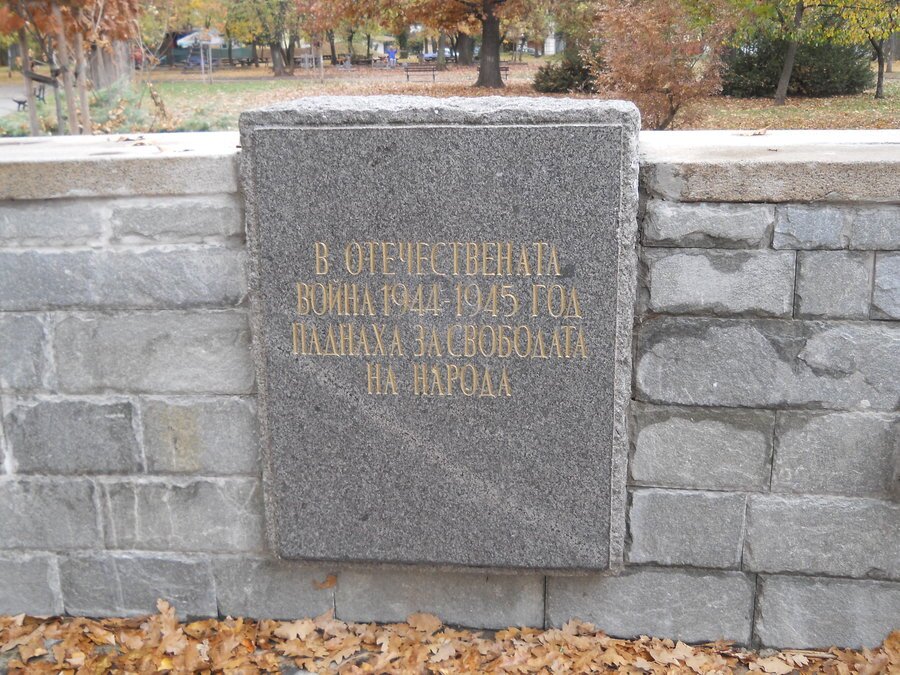 В ОТЕЧЕСТВЕНАТА
ВОЙНА 1944-1945 ГОД
ПАДНАХА ЗА СВОБОДАТА
НА НАРОДА